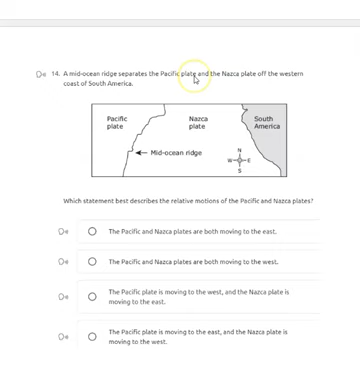 14. A mid-ocean ridge separates the Pacific plate and the Nazca plate off the western
coast of South America.
Pacific
plate
Nazca
plate
South
America
Mid-ocean ridge
N
W E
S
Which statement best describes the relative motions of the Pacific and Nazca plates?
The Pacific and Nazca plates are both moving to the east.
The Pacific and Nazca plates are both moving to the west.
The Pacific plate is moving to the west, and the Nazca plate is
moving to the east.
The Pacific plate is moving to the east, and the Nazca plate is
moving to the west.